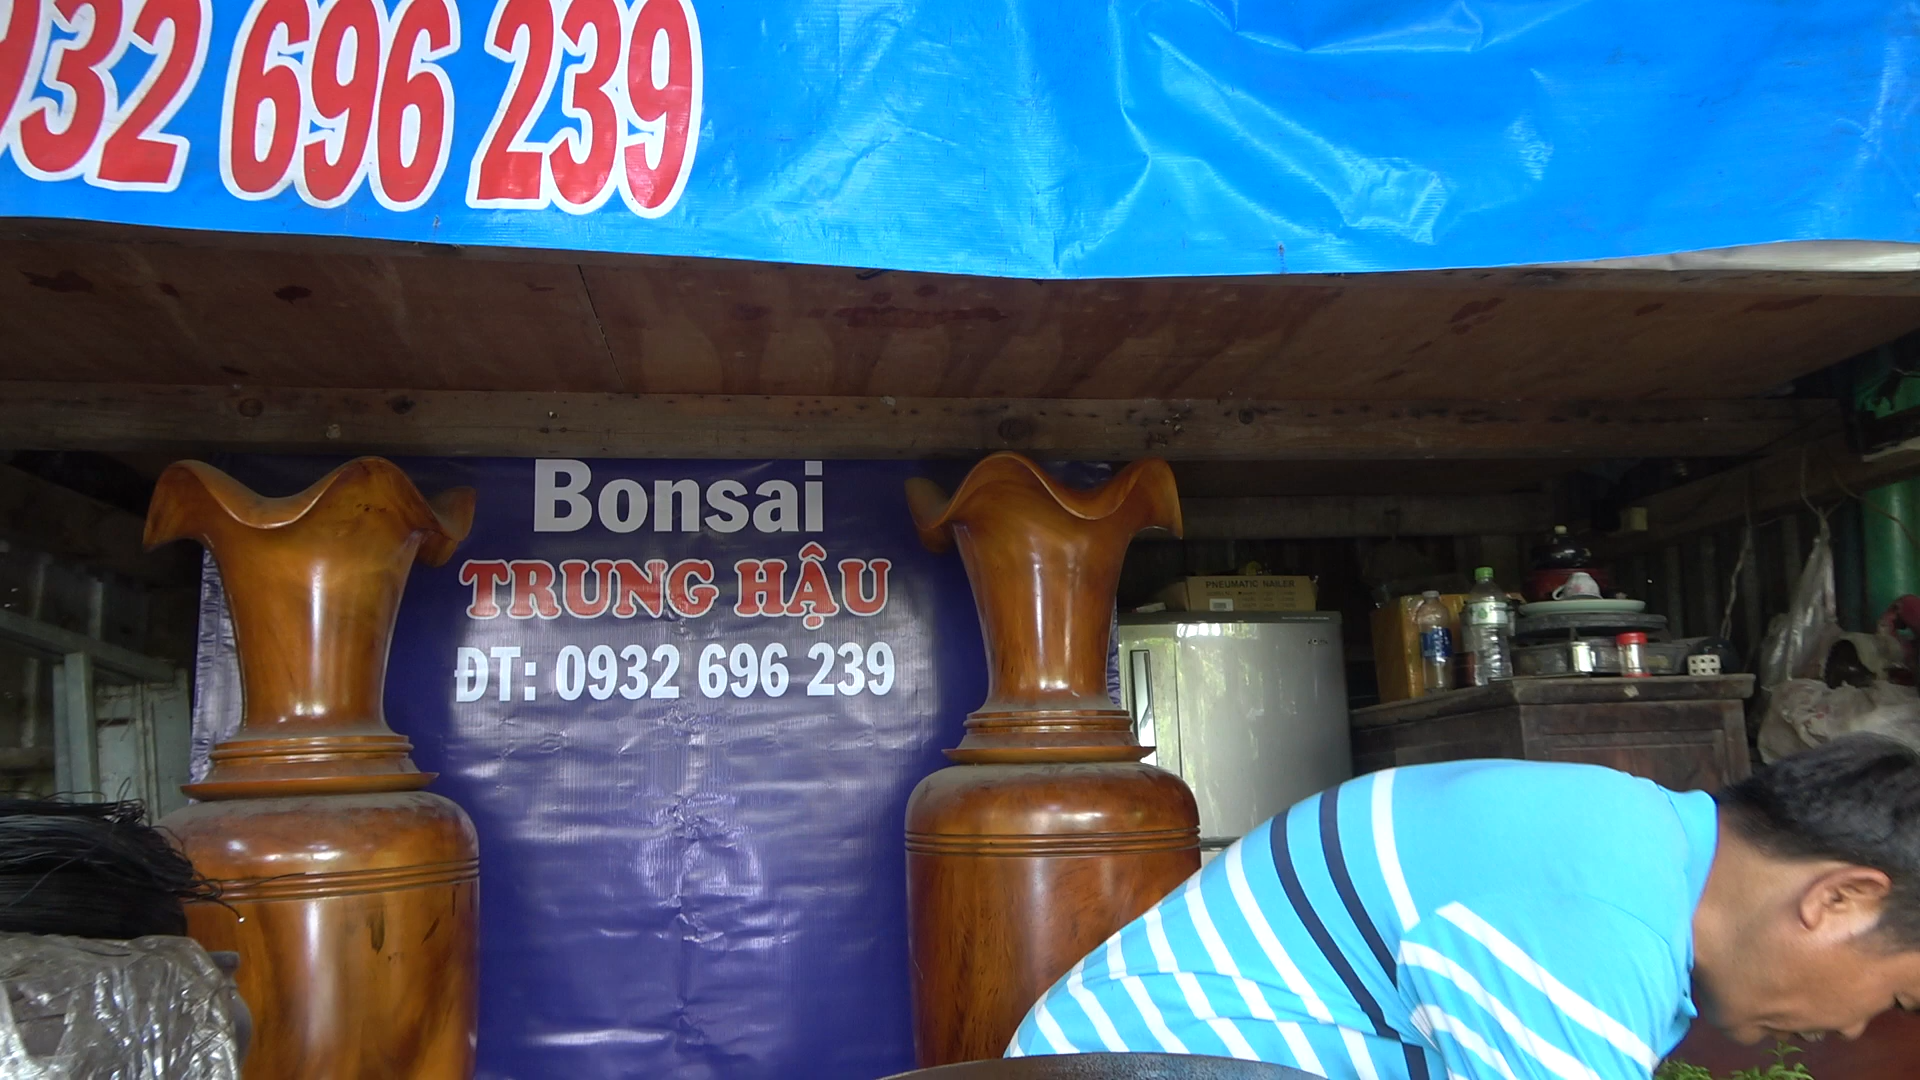 932 696 239
Bonsai
TRUNG HẬU
ĐT: 0932 696 239
PNEUMATIC NAILER